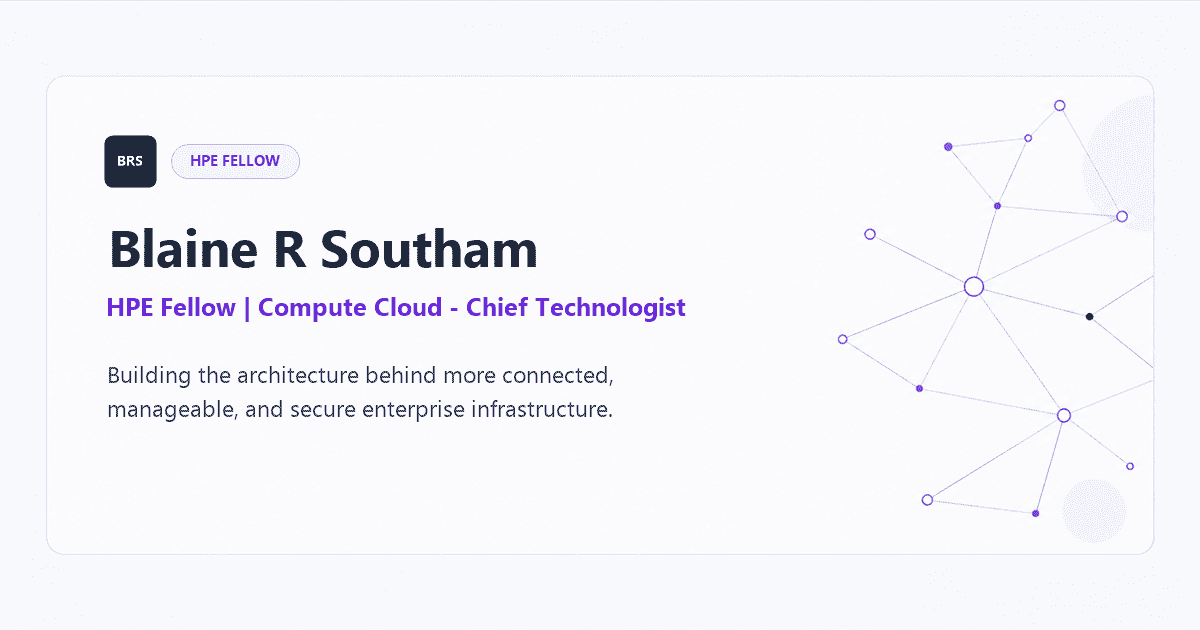 BRS
HPE FELLOW
Blaine R Southam
HPE Fellow | Compute Cloud - Chief Technologist
Building the architecture behind more connected,
manageable, and secure enterprise infrastructure.